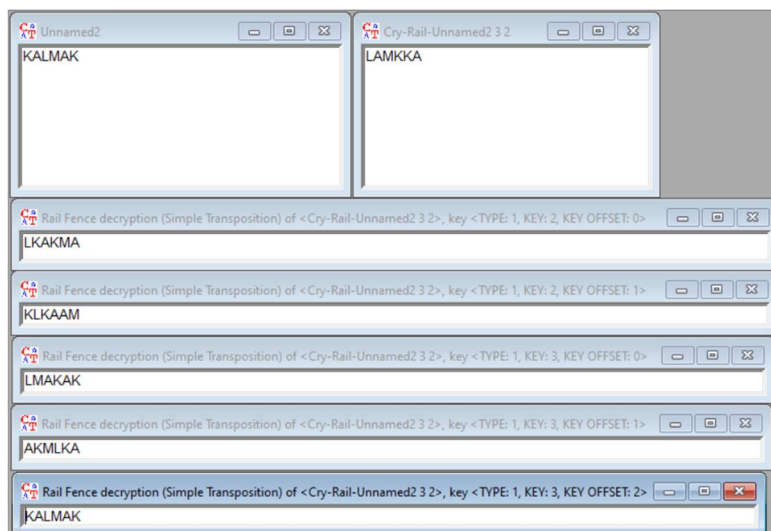 Unnamed2
KALMAK
Cry-Rail-Unnamed2 3 2
LAMKKA
Rail Fence decryption (Simple Transposition) of <Cry-Rail-Unnamed2 3 2>, key <TYPE: 1, KEY: 2, KEY OFFSET: 0>
LKAKMA
Rail Fence decryption (Simple Transposition) of <Cry-Rail-Unnamed2 3 2>, key <TYPE: 1, KEY: 2, KEY OFFSET: 1>
KLKAAM
Rail Fence decryption (Simple Transposition) of <Cry-Rail-Unnamed2 3 2>, key <TYPE: 1, KEY: 3, KEY OFFSET: 0>
LMAKAK
Rail Fence decryption (Simple Transposition) of <Cry-Rail-Unnamed2 3 2>, key <TYPE: 1, KEY: 3, KEY OFFSET: 1>
AKMLKA
Rail Fence decryption (Simple Transposition) of <Cry-Rail-Unnamed2 3 2>, key <TYPE: 1, KEY: 3, KEY OFFSET: 2>
KALMAK